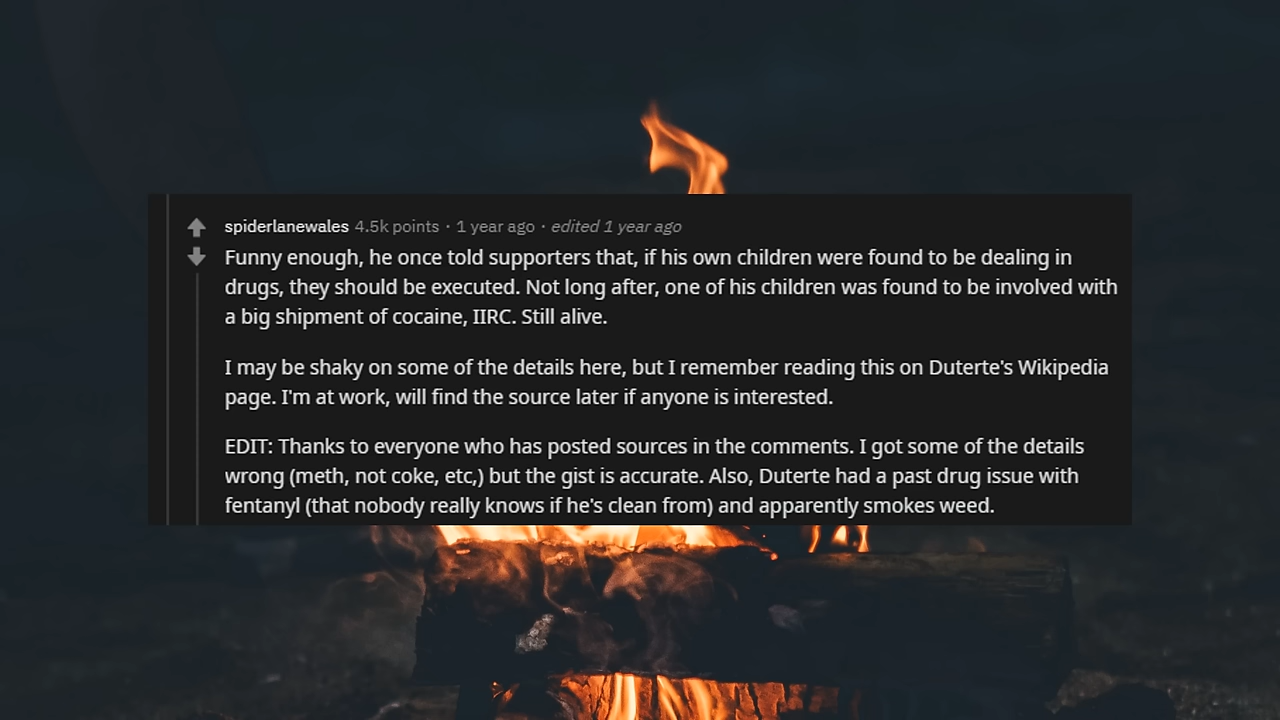 spiderlanewales 4.5k points · 1 year ago · edited 1 year ago
Funny enough, he once told supporters that, if his own children were found to be dealing in
drugs, they should be executed. Not long after, one of his children was found to be involved with
a big shipment of cocaine, IIRC. Still alive.
I may be shaky on some of the details here, but I remember reading this on Duterte's Wikipedia
page. I'm at work, will find the source later if anyone is interested.
EDIT: Thanks to everyone who has posted sources in the comments. I got some of the details
wrong (meth, not coke, etc,) but the gist is accurate. Also, Duterte had a past drug issue with
fentanyl (that nobody really knows if he's clean from) and apparently smokes weed.